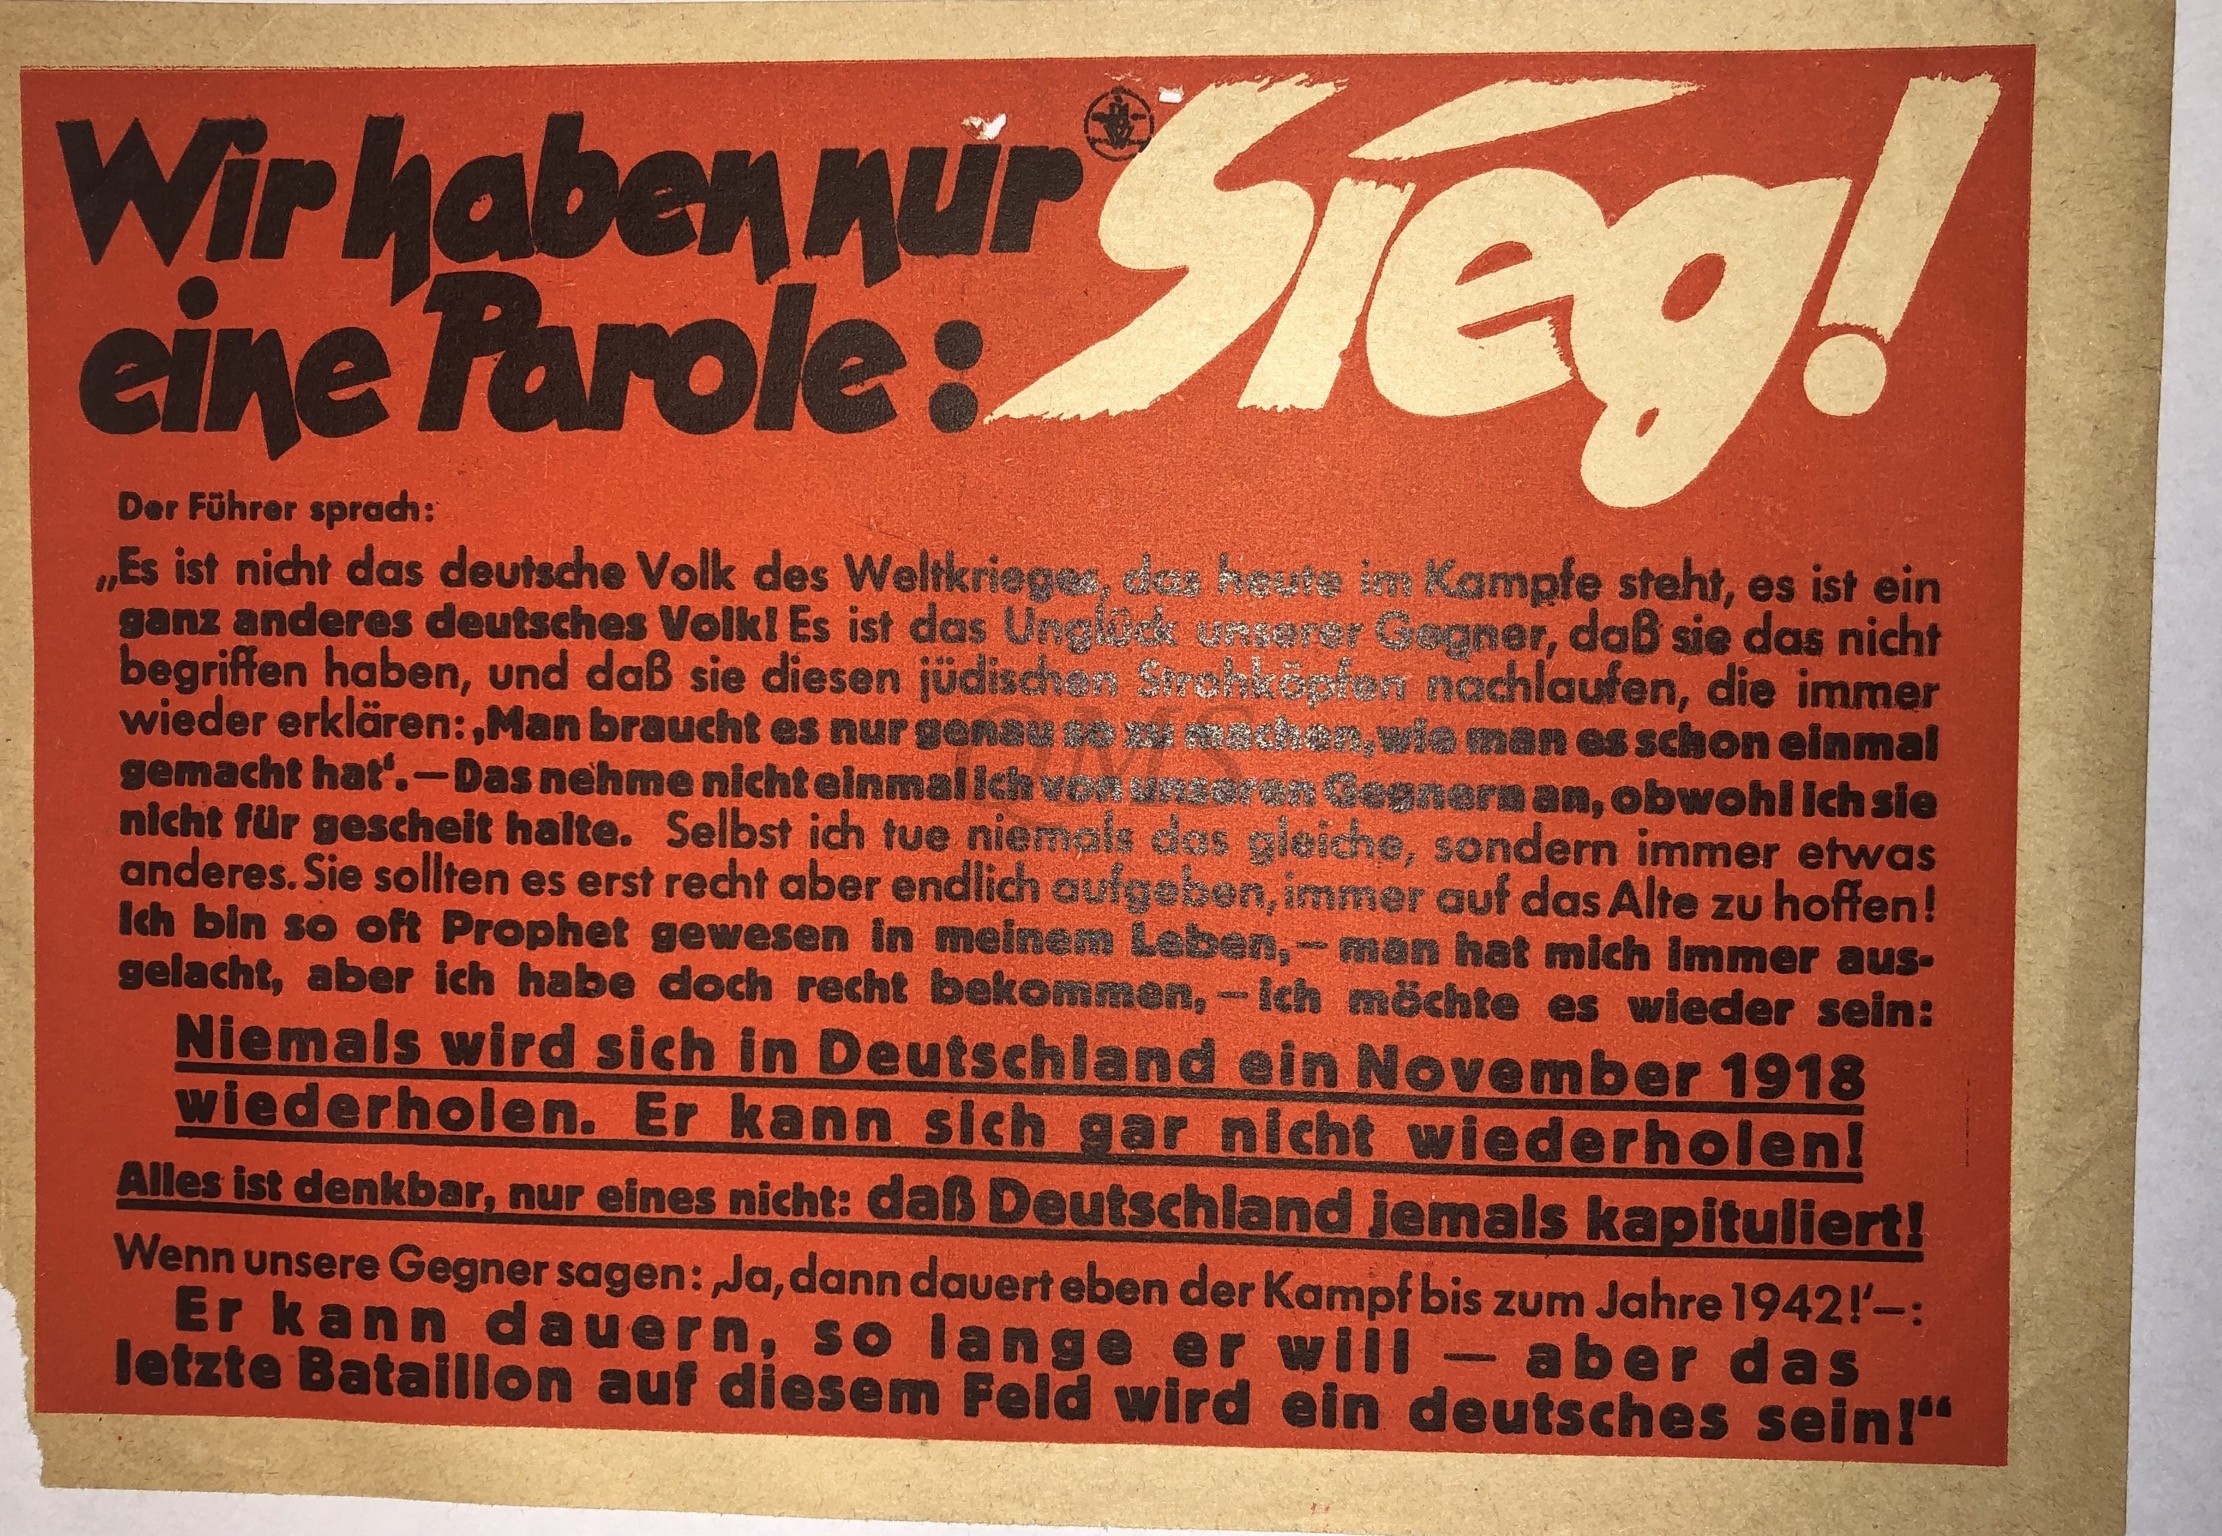 Wir haben nur Sieg!
eine Parole:
Der Führer sprach:
„Es ist nicht das deutsche Volk des Weltkrieges, das heute im Kampfe steht, es ist ein
ganz anderes deutsches Volk! Es ist das Unglück unserer Gegner, daß sie das nicht
begriffen haben, und daß sie diesen jüdischen Strohköpfen nachlaufen, die immer
wieder erklären: ‚Man braucht es nur genau so zu machen, wie man es schon einmal
gemacht hat‘. — Das nehme nicht einmal ich von unseren Gegnern an, obwohl ich sie
nicht für gescheit halte. Selbst ich tue niemals das gleiche, sondern immer etwas
anderes. Sie sollten es erst recht aber endlich aufgeben, immer auf das Alte zu hoffen!
Ich bin so oft Prophet gewesen in meinem Leben, — man hat mich immer aus-
gelacht, aber ich habe doch recht bekommen, — ich möchte es wieder sein:
Niemals wird sich in Deutschland ein November 1918
wiederholen. Er kann sich gar nicht wiederholen!
Alles ist denkbar, nur eines nicht: daß Deutschland jemals kapituliert!
Wenn unsere Gegner sagen: ‚Ja, dann dauert eben der Kampf bis zum Jahre 1942!‘ — :
Er kann dauern, so lange er will — aber das
letzte Bataillon auf diesem Feld wird ein deutsches sein!“
QMS